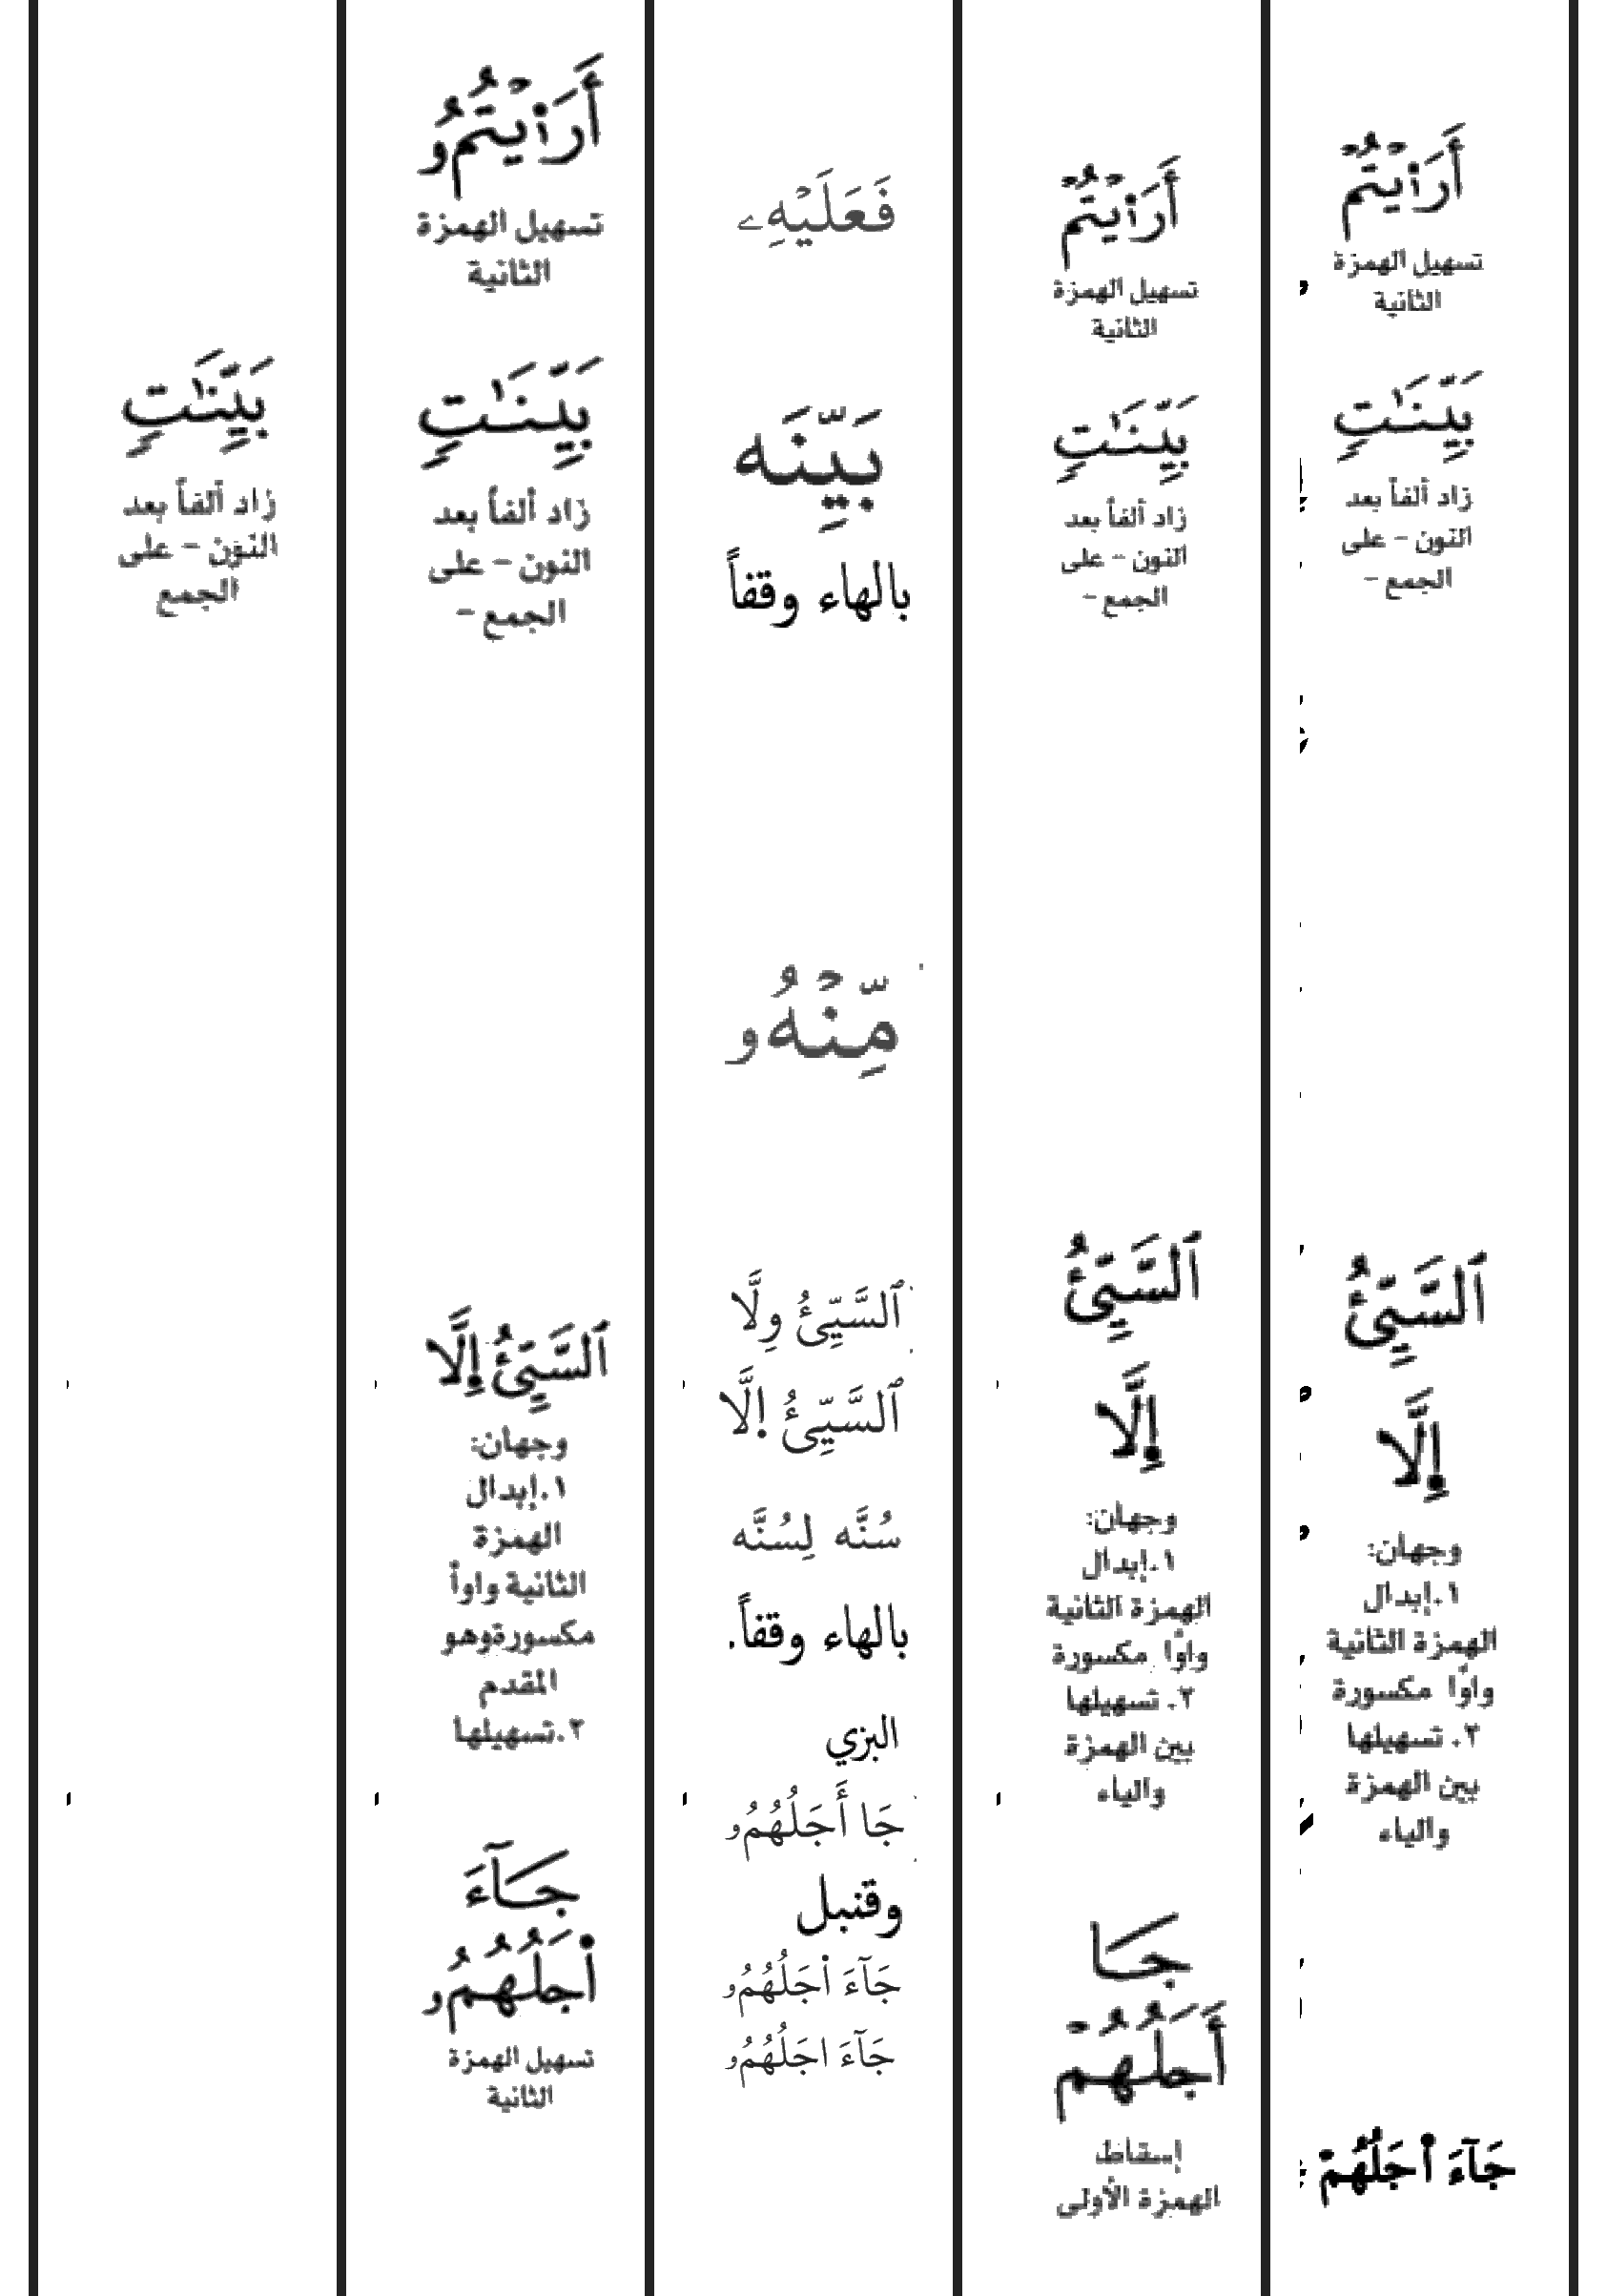 أَرَ•يۡتُمۡ
تسهيل الهمزة
الثانية
بَيِّنَٰتٖ
زاد ألفاً بعد
النون - على
الجمع -
ٱلسَّيِّئُ
•ِلَّا
وجهان:
١.إبدال
الهمزة الثانية
واوًا مكسورة
٢. تسهيلها
بين الهمزة
والياء
جَآءَ ا۬جَلُهُمۡ
أَرَ•يۡتُمۡ
تسهيل الهمزة
الثانية
بَيِّنَٰتٖ
زاد ألفاً بعد
النون - على
الجمع -
ٱلسَّيِّئُ
•ِلَّا
وجهان:
١.إبدال
الهمزة الثانية
واوًا مكسورة
٢. تسهيلها
بين الهمزة
والياء
جَا
أَجَلُهُمۡ
إسقاط
الهمزة الأولى
فَعَلَيۡهِۦ
بَيِّنَه
بالهاء وقفاً
مِّنۡهُۥ
ٱلسَّيِّئُ وِلَّا
ٱلسَّيِّئُ ا۪لَّا
سُنَّه لِسُنَّه
بالهاء وقفاً.
البزي
جَا أَجَلُهُمُۥ
وقنبل
جَآءَ ا۬جَلُهُمُۥ
جَآءَ اجَلُهُمُۥ
أَرَ•يۡتُمُۥ
تسهيل الهمزة
الثانية
بَيِّنَٰتٖ
زاد ألفاً بعد
النون - على
الجمع -
ٱلسَّيِّئُ إِلَّا
وجهان:
١.إبدال
الهمزة
الثانية واواً
مكسورةوهو
المقدم
٢.تسهيلها
جَآءَ
ا۬جَلُهُمُۥ
تسهيل الهمزة
الثانية
بَيِّنَٰتٖ
زاد ألفاً بعد
النون - على
الجمع